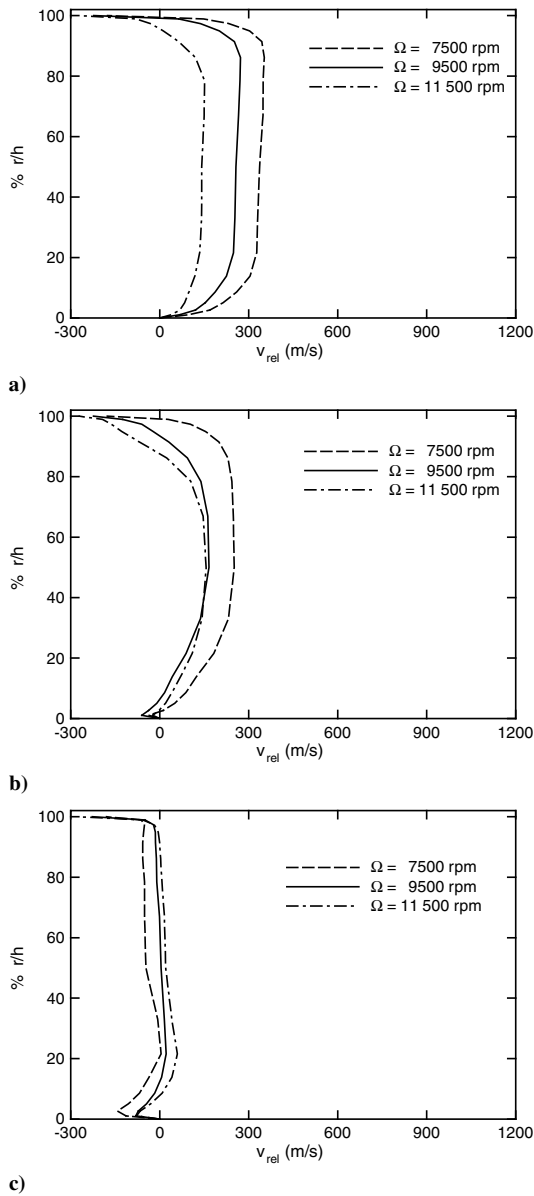 100
80
60
40
20
0
% r/h
Ω = 7500 rpm
Ω = 9500 rpm
Ω = 11 500 rpm
-300 0 300 600 900 1200
v_rel (m/s)
a)
100
80
60
40
20
0
% r/h
Ω = 7500 rpm
Ω = 9500 rpm
Ω = 11 500 rpm
-300 0 300 600 900 1200
v_rel (m/s)
b)
100
80
60
40
20
0
% r/h
Ω = 7500 rpm
Ω = 9500 rpm
Ω = 11 500 rpm
-300 0 300 600 900 1200
v_rel (m/s)
c)